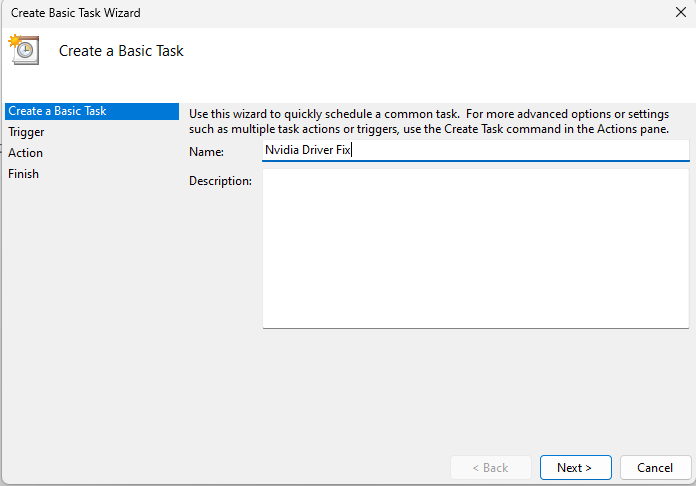 Create Basic Task Wizard
Create a Basic Task
Create a Basic Task
Trigger
Action
Finish
Use this wizard to quickly schedule a common task. For more advanced options or settings
such as multiple task actions or triggers, use the Create Task command in the Actions pane.
Name: Nvidia Driver Fix
Description:
< Back Next > Cancel